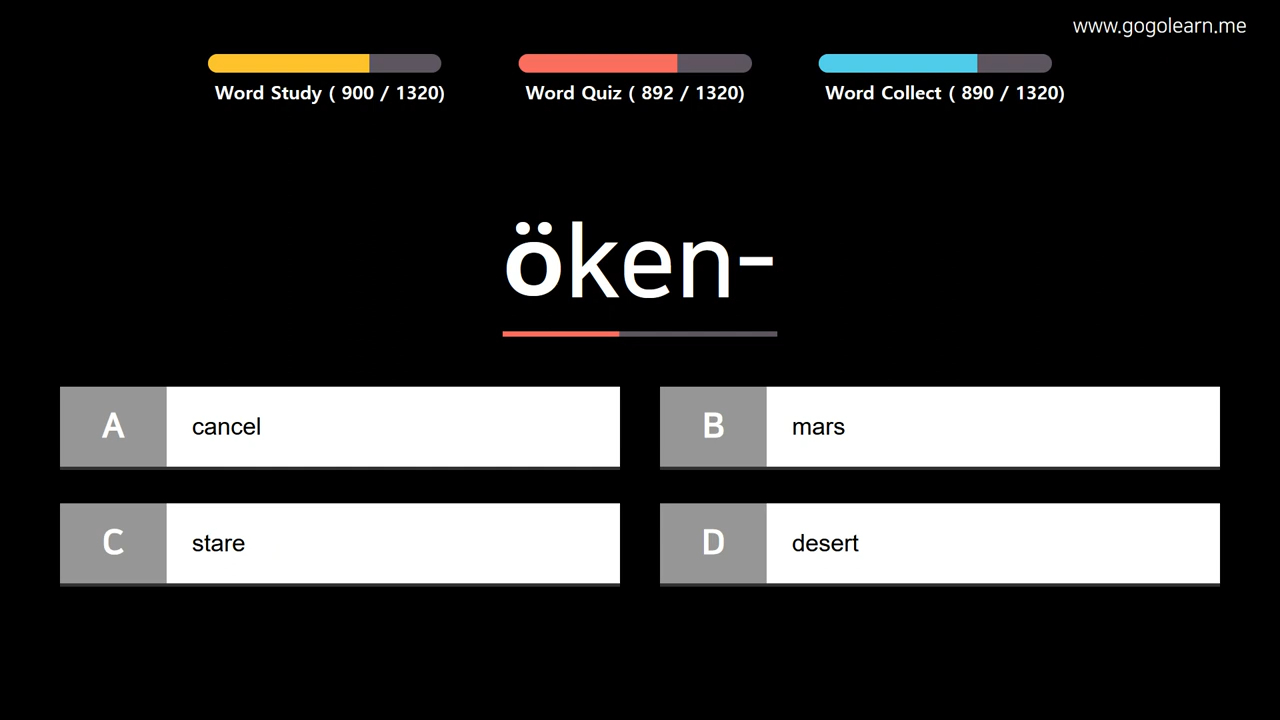 www.gogolearn.me
Word Study ( 900 / 1320)
Word Quiz ( 892 / 1320)
Word Collect ( 890 / 1320)
öken-
A cancel
B mars
C stare
D desert